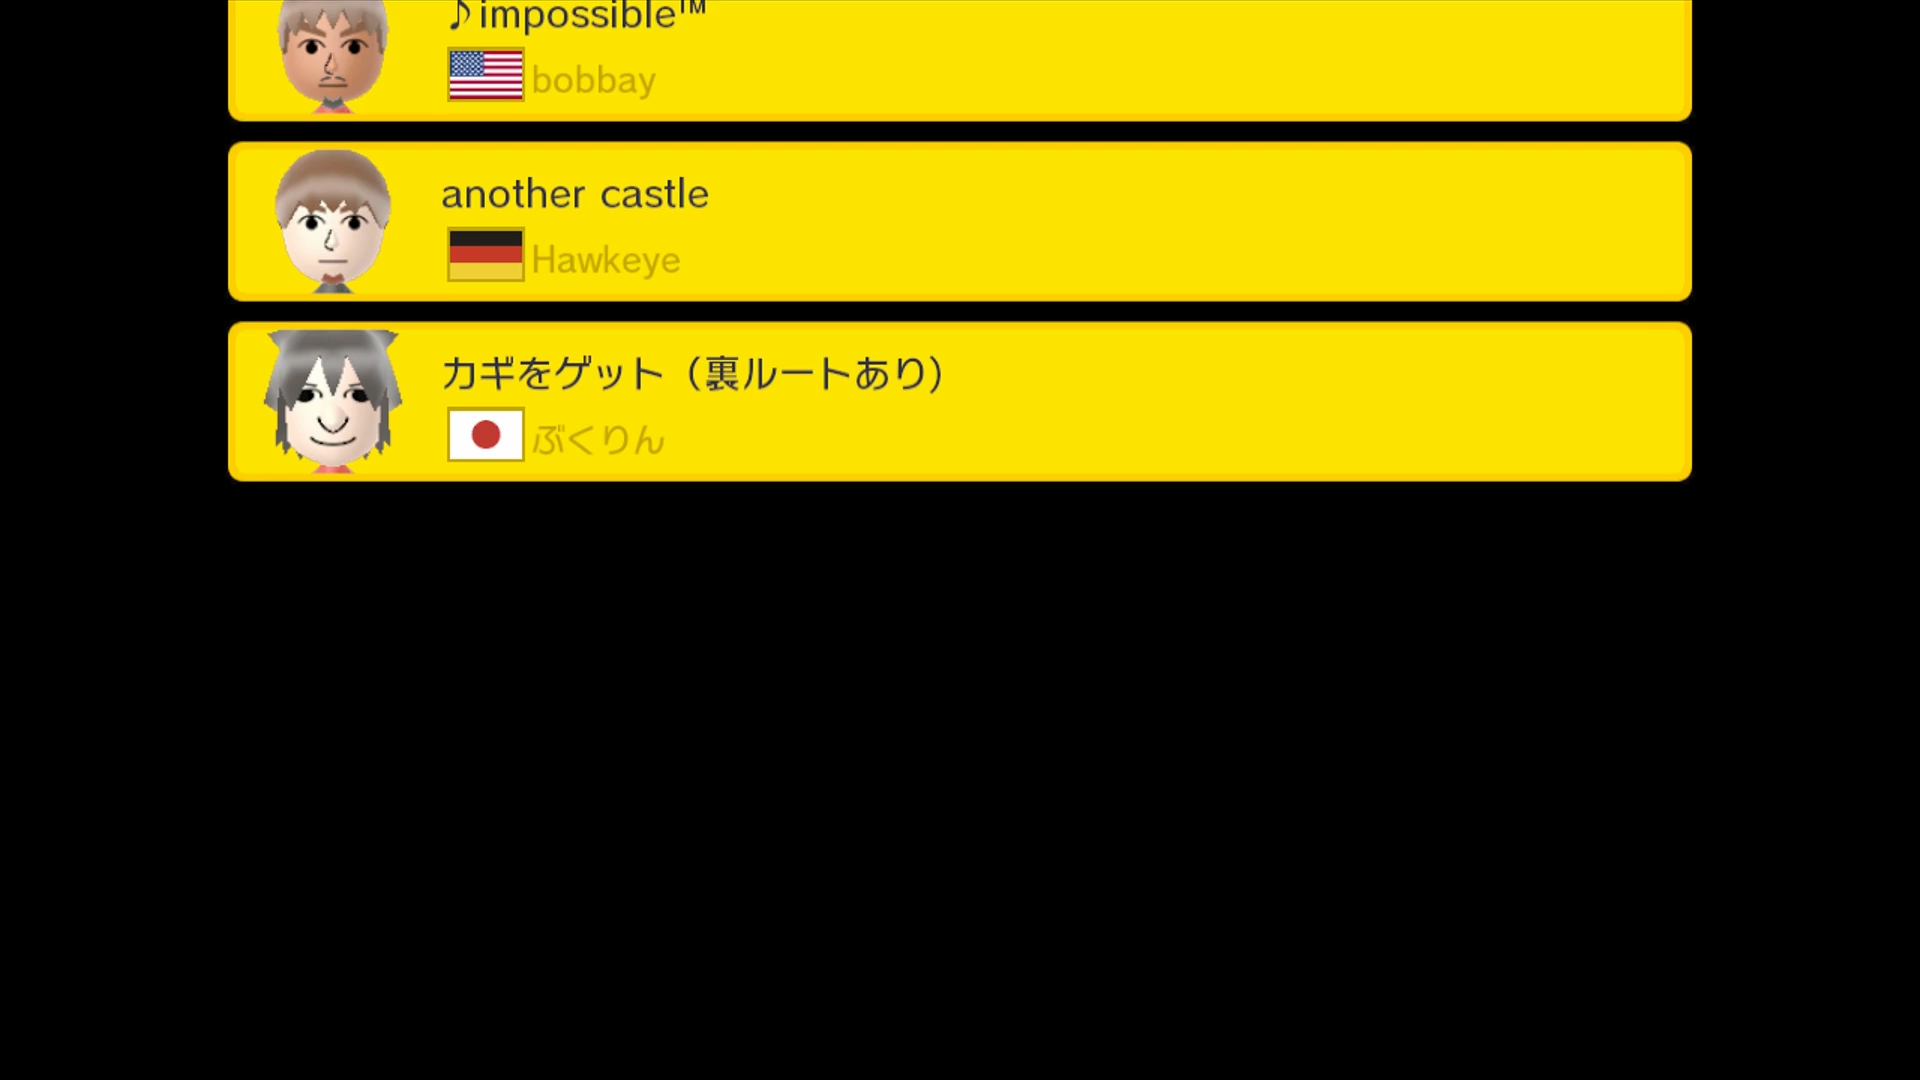 ♪impossible™
bobbay
another castle
Hawkeye
カギをゲット（裏ルートあり）
ぷくりん